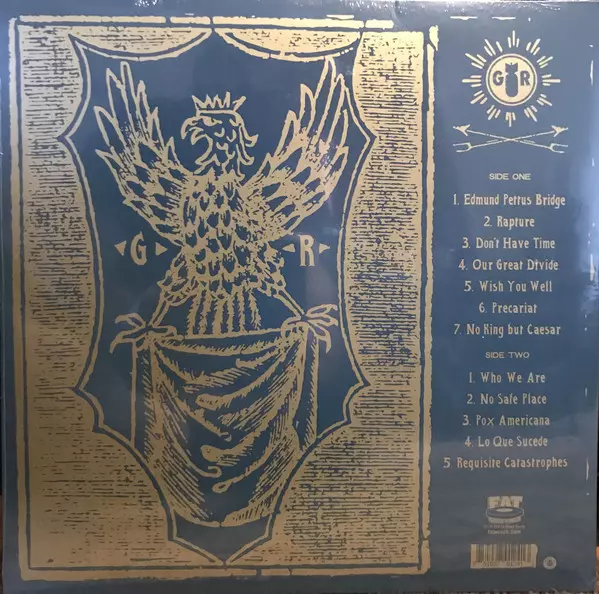 G R
G R
SIDE ONE
1. Edmund Pettus Bridge
2. Rapture
3. Don't Have Time
4. Our Great Divide
5. Wish You Well
6. Precariat
7. No King but Caesar
SIDE TWO
1. Who We Are
2. No Safe Place
3. Pox Americana
4. Lo Que Sucede
5. Requisite Catastrophes
FAT